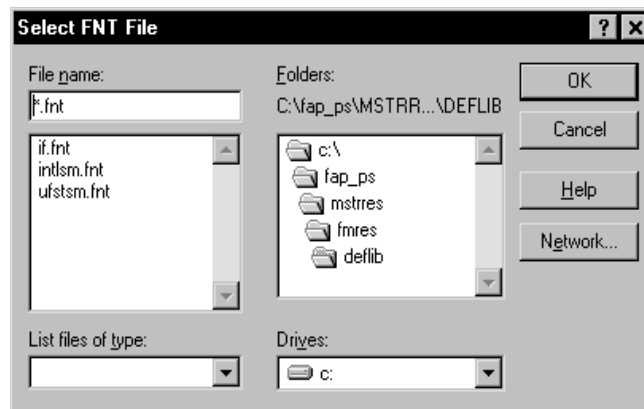 Select FNT File
File name:
*.fnt
if.fnt
intlsm.fnt
ufstsm.fnt
List files of type:
Folders:
C:\fap_ps\MSTRR...\DEFLIB
c:\
fap_ps
mstrres
fmres
deflib
Drives:
c:
OK
Cancel
Help
Network...